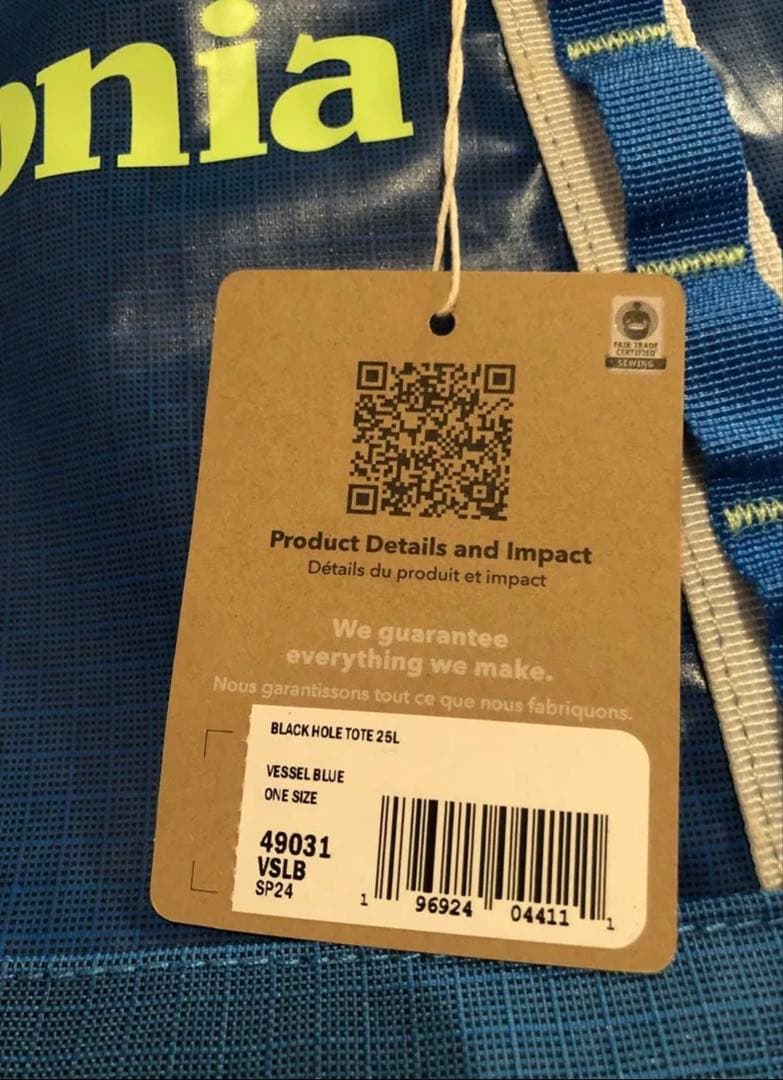 onia
FAIR TRADE
CERTIFIED
SEWING
Product Details and Impact
Détails du produit et impact
We guarantee
everything we make.
Nous garantissons tout ce que nous fabriquons.
BLACK HOLE TOTE 25L
VESSEL BLUE
ONE SIZE
49031
VSLB
SP24
1 96924 04411 1